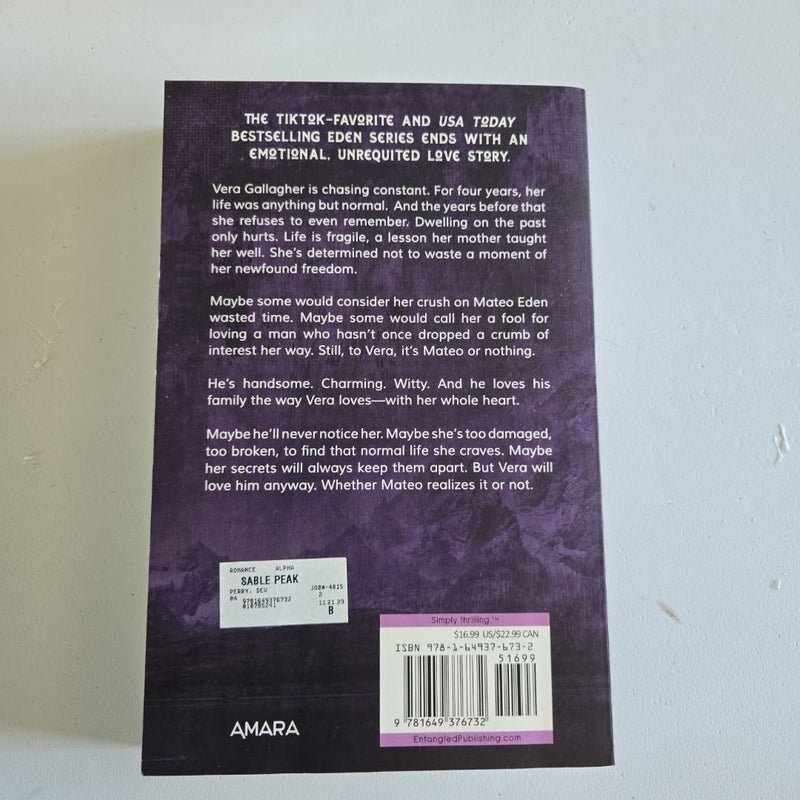 THE TIKTOK-FAVORITE AND USA TODAY
BESTSELLING EDEN SERIES ENDS WITH AN
EMOTIONAL, UNREQUITED LOVE STORY.
Vera Gallagher is chasing constant. For four years, her
life was anything but normal. And the years before that
she refuses to even remember. Dwelling on the past
only hurts. Life is fragile, a lesson her mother taught
her well. She's determined not to waste a moment of
her newfound freedom.
Maybe some would consider her crush on Mateo Eden
wasted time. Maybe some would call her a fool for
loving a man who hasn't once dropped a crumb of
interest her way. Still, to Vera, it's Mateo or nothing.
He's handsome. Charming. Witty. And he loves his
family the way Vera loves—with her whole heart.
Maybe he'll never notice her. Maybe she's too damaged,
too broken, to find that normal life she craves. Maybe
her secrets will always keep them apart. But Vera will
love him anyway. Whether Mateo realizes it or not.
ROMANCE ALPHA
SABLE PEAK
PERRY, DEV JOBM-4815
04 9781649376732 2
010785241 112123
B
Simply thrilling.™
$16.99 US/$22.99 CAN
ISBN 978-1-64937-673-2
51699
9 781649 376732
EntangledPublishing.com
AMARA